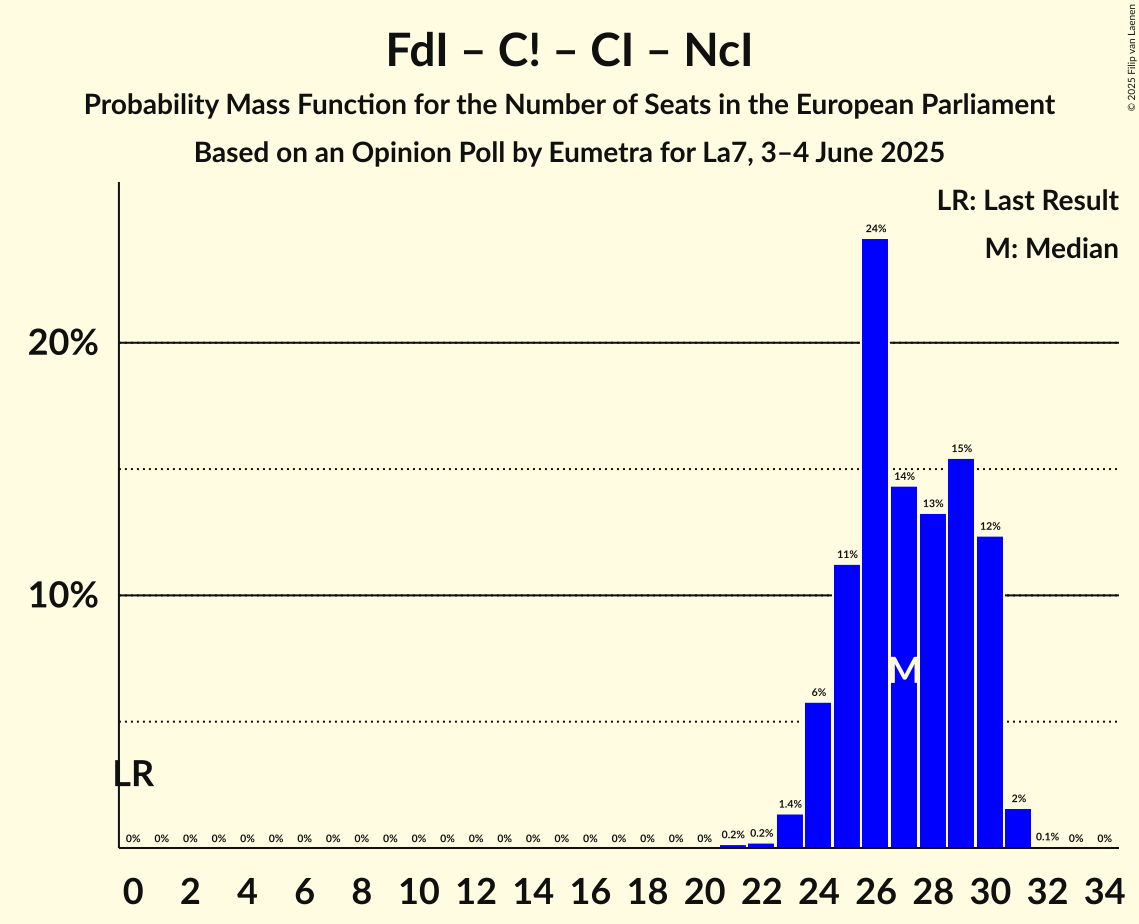 FdI – C! – CI – NcI
Probability Mass Function for the Number of Seats in the European Parliament
Based on an Opinion Poll by Eumetra for La7, 3–4 June 2025
© 2025 Filip van Laenen
LR: Last Result
M: Median
24%
20%
15%
14%
13%
12%
11%
10%
M
6%
LR
0% 0% 0% 0% 0% 0% 0% 0% 0% 0% 0% 0% 0% 0% 0% 0% 0% 0% 0% 0% 0% 0.2% 0.2% 1.4% 2% 0.1% 0% 0%
0 2 4 6 8 10 12 14 16 18 20 22 24 26 28 30 32 34